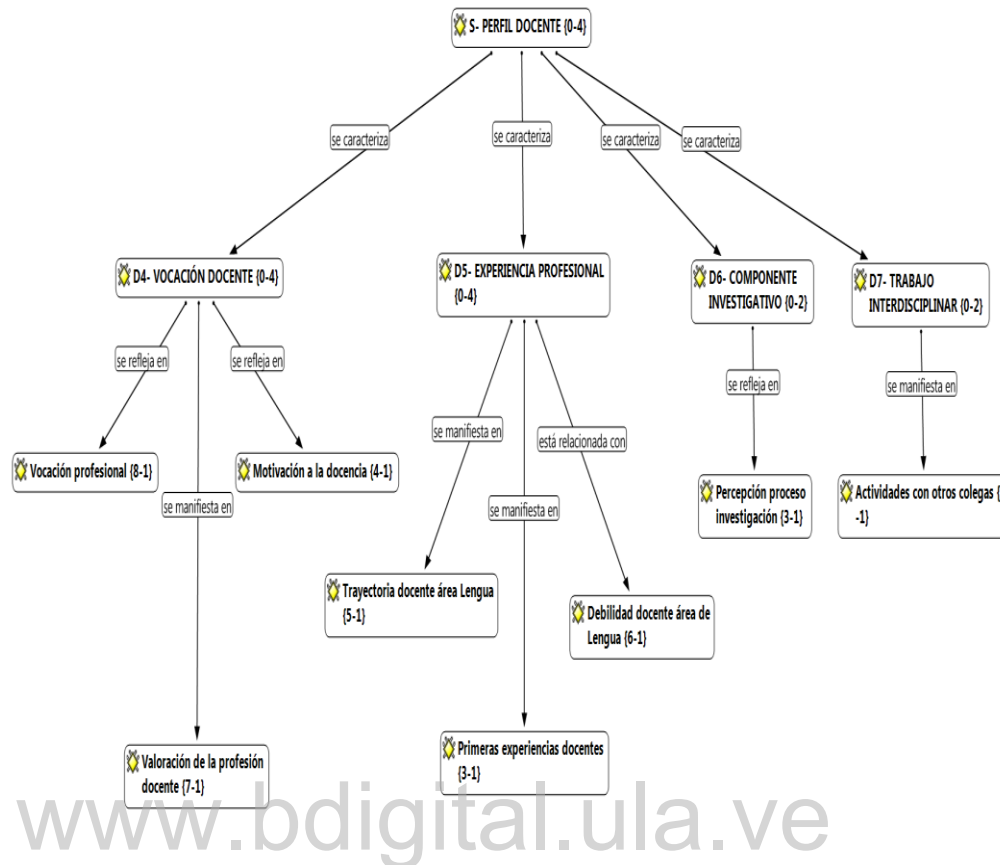 S- PERFIL DOCENTE {0-4}
se caracteriza
se caracteriza
se caracteriza
se caracteriza
D4- VOCACIÓN DOCENTE {0-4}
D5- EXPERIENCIA PROFESIONAL
{0-4}
D6- COMPONENTE
INVESTIGATIVO {0-2}
D7- TRABAJO
INTERDISCIPLINAR {0-2}
se refleja en
se refleja en
se manifiesta en
se manifiesta en
se manifiesta en
está relacionada con
se refleja en
se manifiesta en
Vocación profesional {8-1}
Motivación a la docencia {4-1}
Percepción proceso
investigación {3-1}
Actividades con otros colegas {
-1}
Trayectoria docente área Lengua
{5-1}
Debilidad docente área de
Lengua {6-1}
Valoración de la profesión
docente {7-1}
Primeras experiencias docentes
{3-1}
www.bdigital.ula.ve